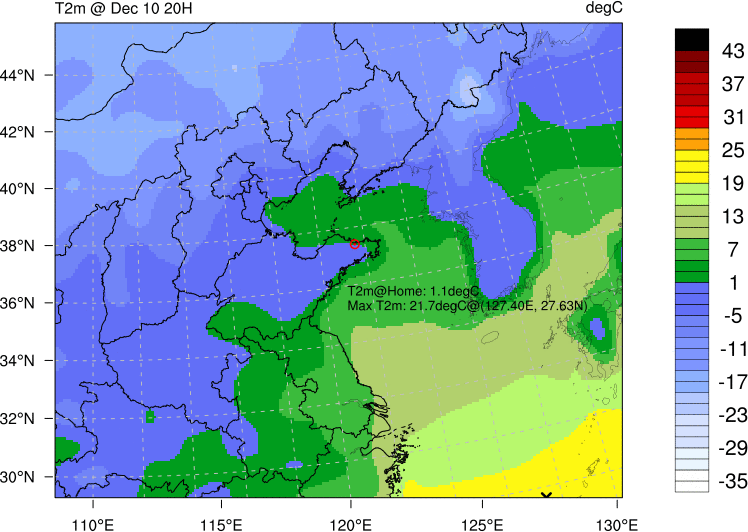 T2m @ Dec 10 20H
degC
44°N
42°N
40°N
38°N
36°N
34°N
32°N
30°N
T2m@Home: 1.1degC
Max T2m: 21.7degC@(127.40E, 27.63N)
110°E
115°E
120°E
125°E
130°E
43
37
31
25
19
13
7
1
-5
-11
-17
-23
-29
-35